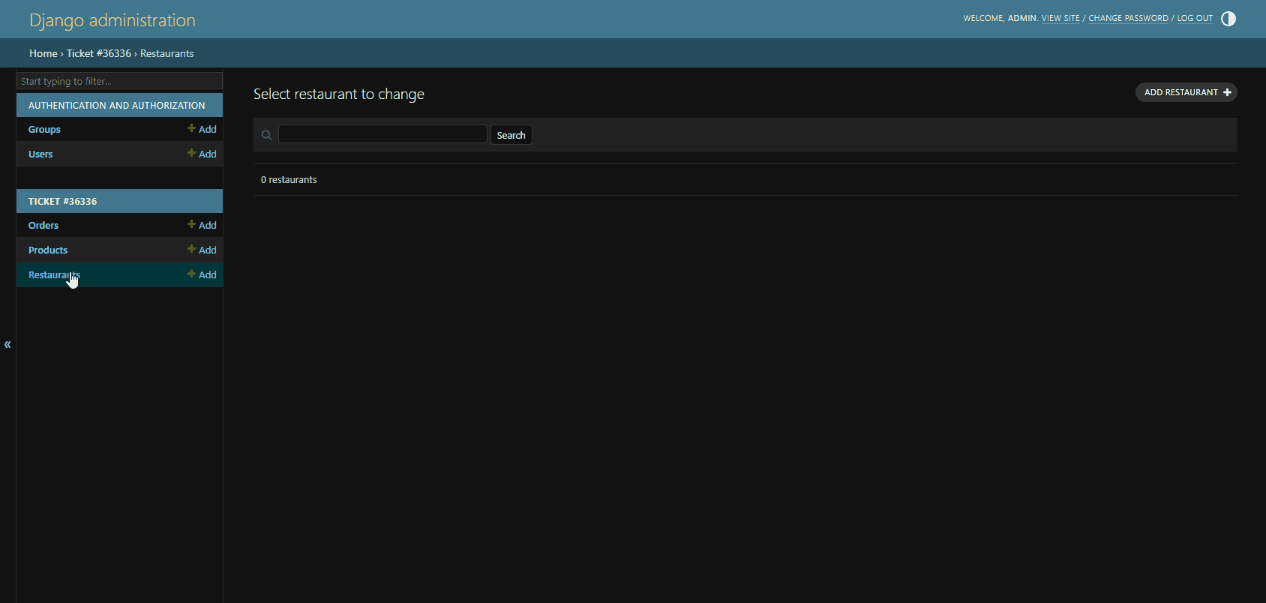 Django administration
WELCOME, ADMIN. VIEW SITE / CHANGE PASSWORD / LOG OUT
Home › Ticket #36336 › Restaurants
Start typing to filter...
AUTHENTICATION AND AUTHORIZATION
Groups + Add
Users + Add
TICKET #36336
Orders + Add
Products + Add
Restaurants + Add
«
Select restaurant to change
ADD RESTAURANT +
Search
0 restaurants